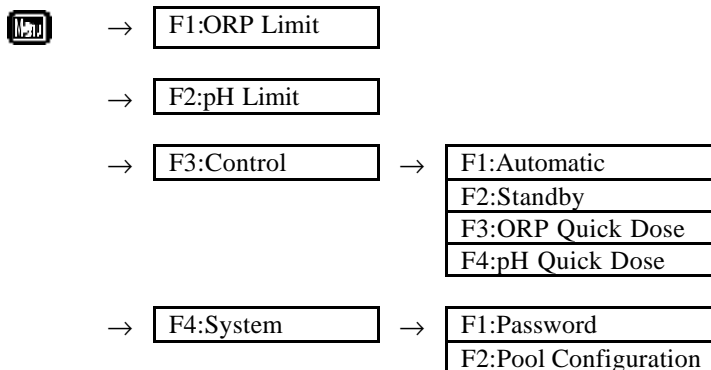 Menu → F1:ORP Limit
→ F2:pH Limit
→ F3:Control → F1:Automatic
F2:Standby
F3:ORP Quick Dose
F4:pH Quick Dose
→ F4:System → F1:Password
F2:Pool Configuration